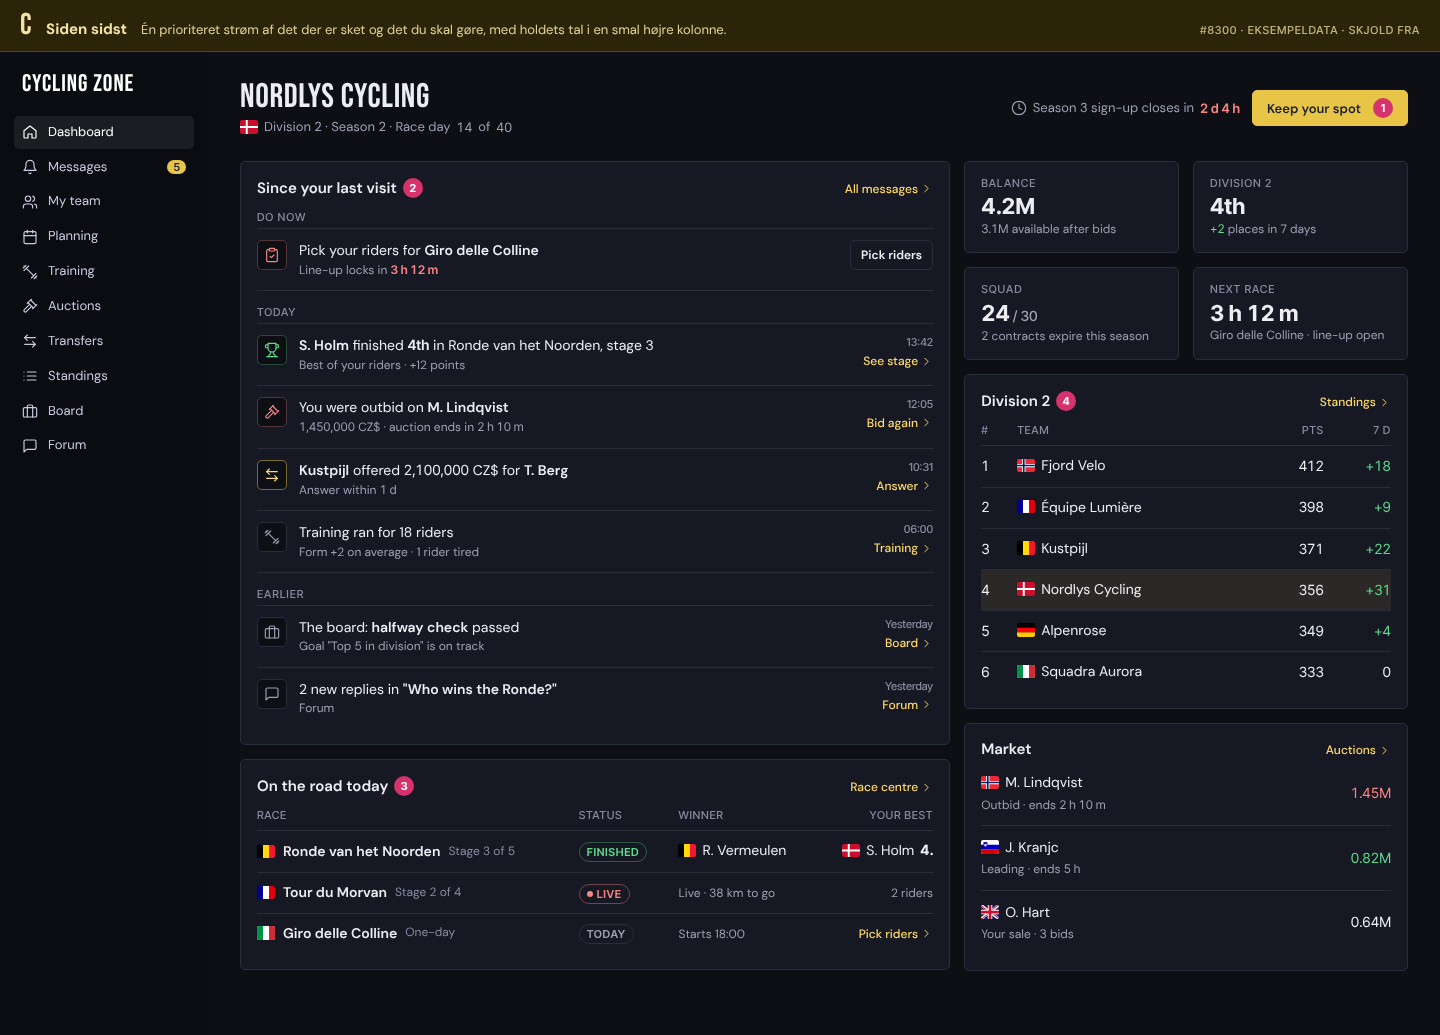 C Siden sidst Én prioriteret strøm af det der er sket og det du skal gøre, med holdets tal i en smal højre kolonne. #8300 · EKSEMPELDATA · SKJOLD FRA
CYCLING ZONE
Dashboard
Messages 5
My team
Planning
Training
Auctions
Transfers
Standings
Board
Forum
NORDLYS CYCLING
Division 2 · Season 2 · Race day 14 of 40
Season 3 sign-up closes in 2 d 4 h
Keep your spot 1
Since your last visit 2
All messages
DO NOW
Pick your riders for Giro delle Colline
Line-up locks in 3 h 12 m
Pick riders
TODAY
S. Holm finished 4th in Ronde van het Noorden, stage 3
Best of your riders · +12 points
13:42
See stage
You were outbid on M. Lindqvist
1,450,000 CZ$ · auction ends in 2 h 10 m
12:05
Bid again
Kustpijl offered 2,100,000 CZ$ for T. Berg
Answer within 1 d
10:31
Answer
Training ran for 18 riders
Form +2 on average · 1 rider tired
06:00
Training
EARLIER
The board: halfway check passed
Goal "Top 5 in division" is on track
Yesterday
Board
2 new replies in "Who wins the Ronde?"
Forum
Yesterday
Forum
On the road today 3
Race centre
RACE STATUS WINNER YOUR BEST
Ronde van het Noorden Stage 3 of 5 FINISHED R. Vermeulen S. Holm 4.
Tour du Morvan Stage 2 of 4 LIVE Live · 38 km to go 2 riders
Giro delle Colline One-day TODAY Starts 18:00 Pick riders
BALANCE
4.2M
3.1M available after bids
DIVISION 2
4th
+2 places in 7 days
SQUAD
24 / 30
2 contracts expire this season
NEXT RACE
3 h 12 m
Giro delle Colline · line-up open
Division 2 4
Standings
# TEAM PTS 7 D
1 Fjord Velo 412 +18
2 Équipe Lumière 398 +9
3 Kustpijl 371 +22
4 Nordlys Cycling 356 +31
5 Alpenrose 349 +4
6 Squadra Aurora 333 0
Market
Auctions
M. Lindqvist
Outbid · ends 2 h 10 m
1.45M
J. Kranjc
Leading · ends 5 h
0.82M
O. Hart
Your sale · 3 bids
0.64M